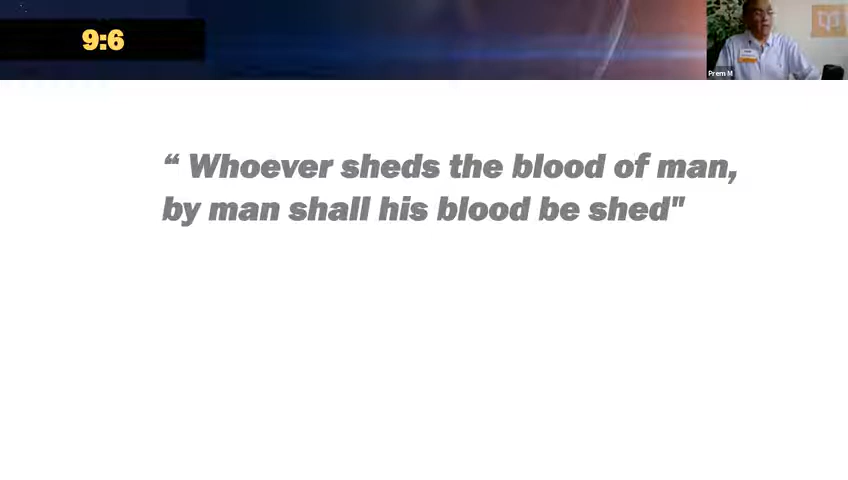 9:6
Prem M
“ Whoever sheds the blood of man,
by man shall his blood be shed"